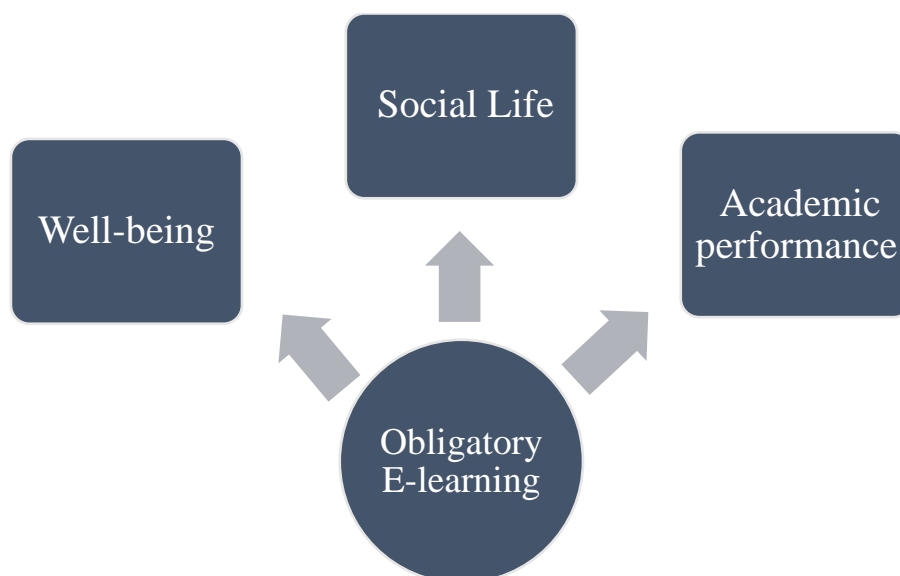 Social Life
Well-being
Academic
performance
Obligatory
E-learning